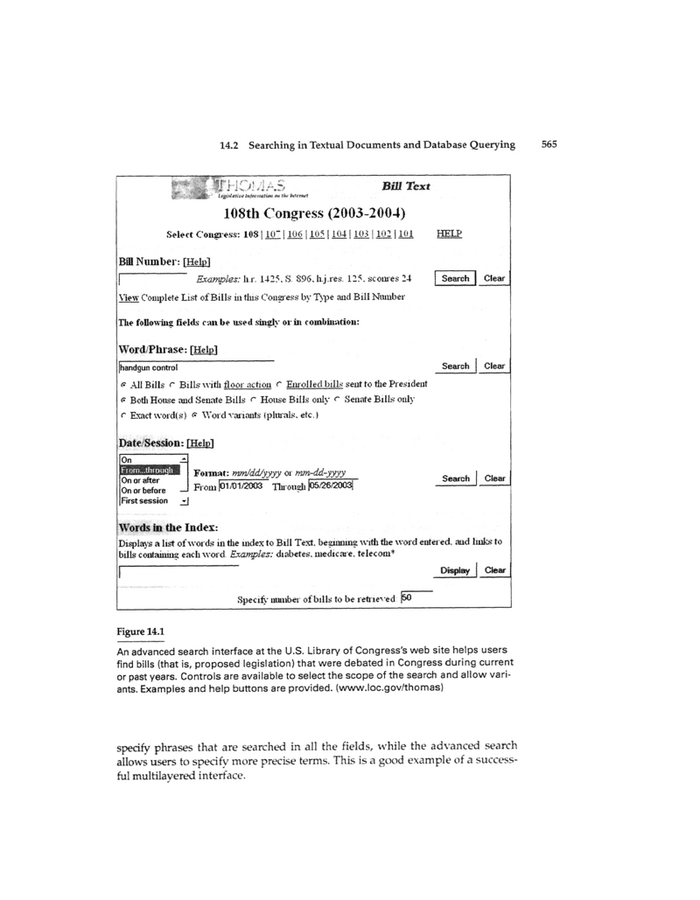 14.2 Searching in Textual Documents and Database Querying 565
THOMAS
Legislative Information on the Internet
Bill Text
108th Congress (2003-2004)
Select Congress: 108 | 107 | 106 | 105 | 104 | 103 | 102 | 101 HELP
Bill Number: [Help]
Examples: h.r. 1425, S. 896, h.j.res. 125, sconres 24 Search Clear
View Complete List of Bills in this Congress by Type and Bill Number
The following fields can be used singly or in combination:
Word/Phrase: [Help]
handgun control Search Clear
All Bills Bills with floor action Enrolled bills sent to the President
Both House and Senate Bills House Bills only Senate Bills only
Exact word(s) Word variants (plurals, etc.)
Date/Session: [Help]
On
From...through
On or after
On or before
First session
Format: mm/dd/yyyy or mm-dd-yyyy
From 01/01/2003 Through 05/26/2003 Search Clear
Words in the Index:
Displays a list of words in the index to Bill Text, beginning with the word entered, and links to
bills containing each word. Examples: diabetes, medicare, telecom*
Display Clear
Specify number of bills to be retrieved 50
Figure 14.1
An advanced search interface at the U.S. Library of Congress's web site helps users
find bills (that is, proposed legislation) that were debated in Congress during current
or past years. Controls are available to select the scope of the search and allow vari-
ants. Examples and help buttons are provided. (www.loc.gov/thomas)
specify phrases that are searched in all the fields, while the advanced search
allows users to specify more precise terms. This is a good example of a success-
ful multilayered interface.